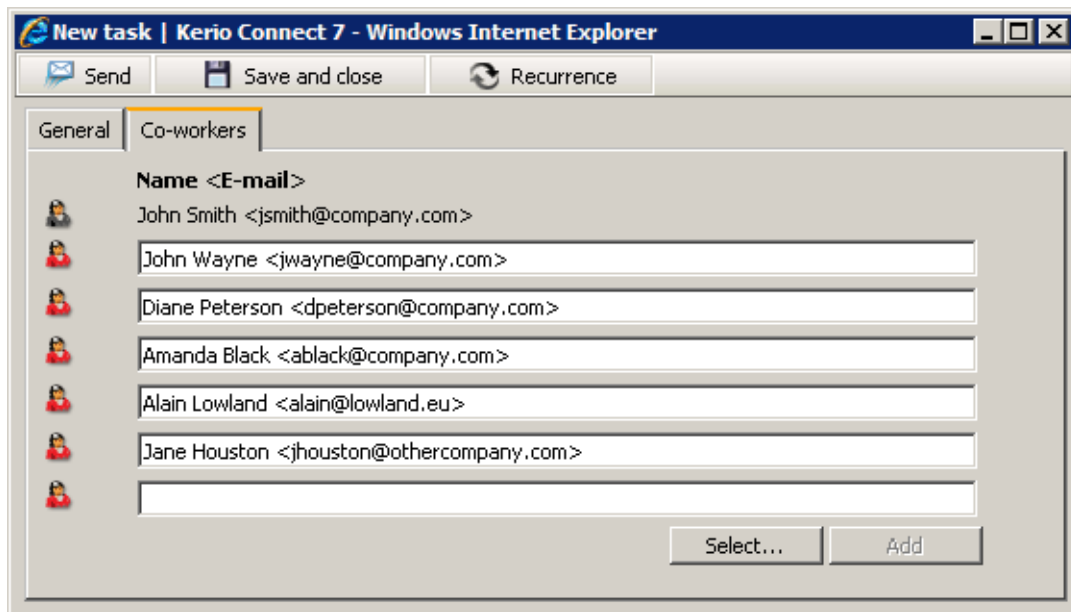 New task | Kerio Connect 7 - Windows Internet Explorer
Send Save and close Recurrence
General Co-workers
Name <E-mail>
John Smith <jsmith@company.com>
John Wayne <jwayne@company.com>
Diane Peterson <dpeterson@company.com>
Amanda Black <ablack@company.com>
Alain Lowland <alain@lowland.eu>
Jane Houston <jhouston@othercompany.com>
Select... Add